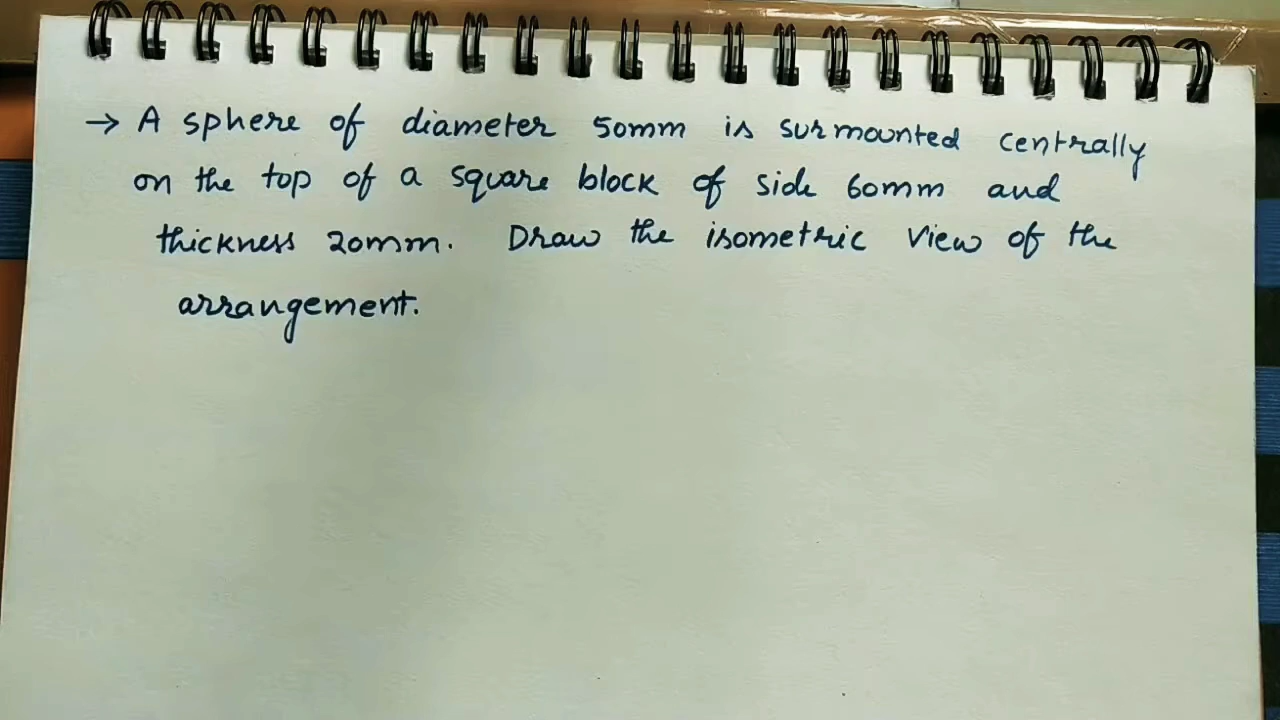 → A sphere of diameter 50mm is surmounted centrally
on the top of a square block of side 60mm and
thickness 20mm. Draw the isometric view of the
arrangement.